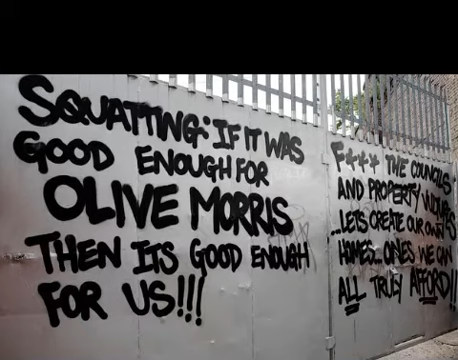 SQUATTING: IF IT WAS
GOOD ENOUGH FOR
OLIVE MORRIS
THEN ITS GOOD ENOUGH
FOR US!!!
F*** THE COUNCILS
AND PROPERTY VULTURES
...LETS CREATE OUR OWN
HOMES... ONES WE CAN
ALL TRULY AFFORD!!